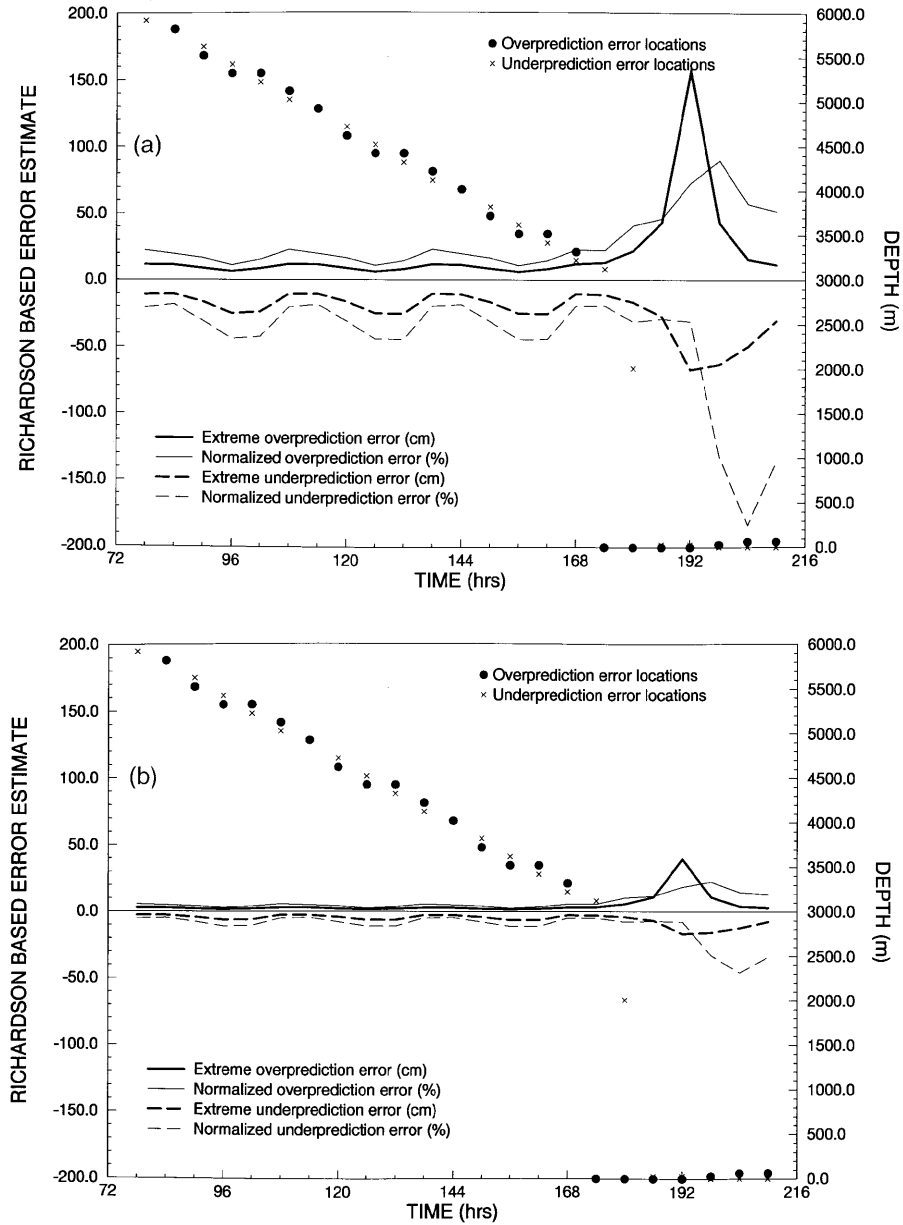 200.0
150.0
100.0
50.0
0.0
-50.0
-100.0
-150.0
-200.0
RICHARDSON BASED ERROR ESTIMATE
(a)
Overprediction error locations
Underprediction error locations
Extreme overprediction error (cm)
Normalized overprediction error (%)
Extreme underprediction error (cm)
Normalized underprediction error (%)
6000.0
5500.0
5000.0
4500.0
4000.0
3500.0
3000.0
2500.0
2000.0
1500.0
1000.0
500.0
0.0
DEPTH (m)
72
96
120
144
168
192
216
TIME (hrs)
200.0
150.0
100.0
50.0
0.0
-50.0
-100.0
-150.0
-200.0
RICHARDSON BASED ERROR ESTIMATE
(b)
Overprediction error locations
Underprediction error locations
Extreme overprediction error (cm)
Normalized overprediction error (%)
Extreme underprediction error (cm)
Normalized underprediction error (%)
6000.0
5500.0
5000.0
4500.0
4000.0
3500.0
3000.0
2500.0
2000.0
1500.0
1000.0
500.0
0.0
DEPTH (m)
72
96
120
144
168
192
216
TIME (hrs)